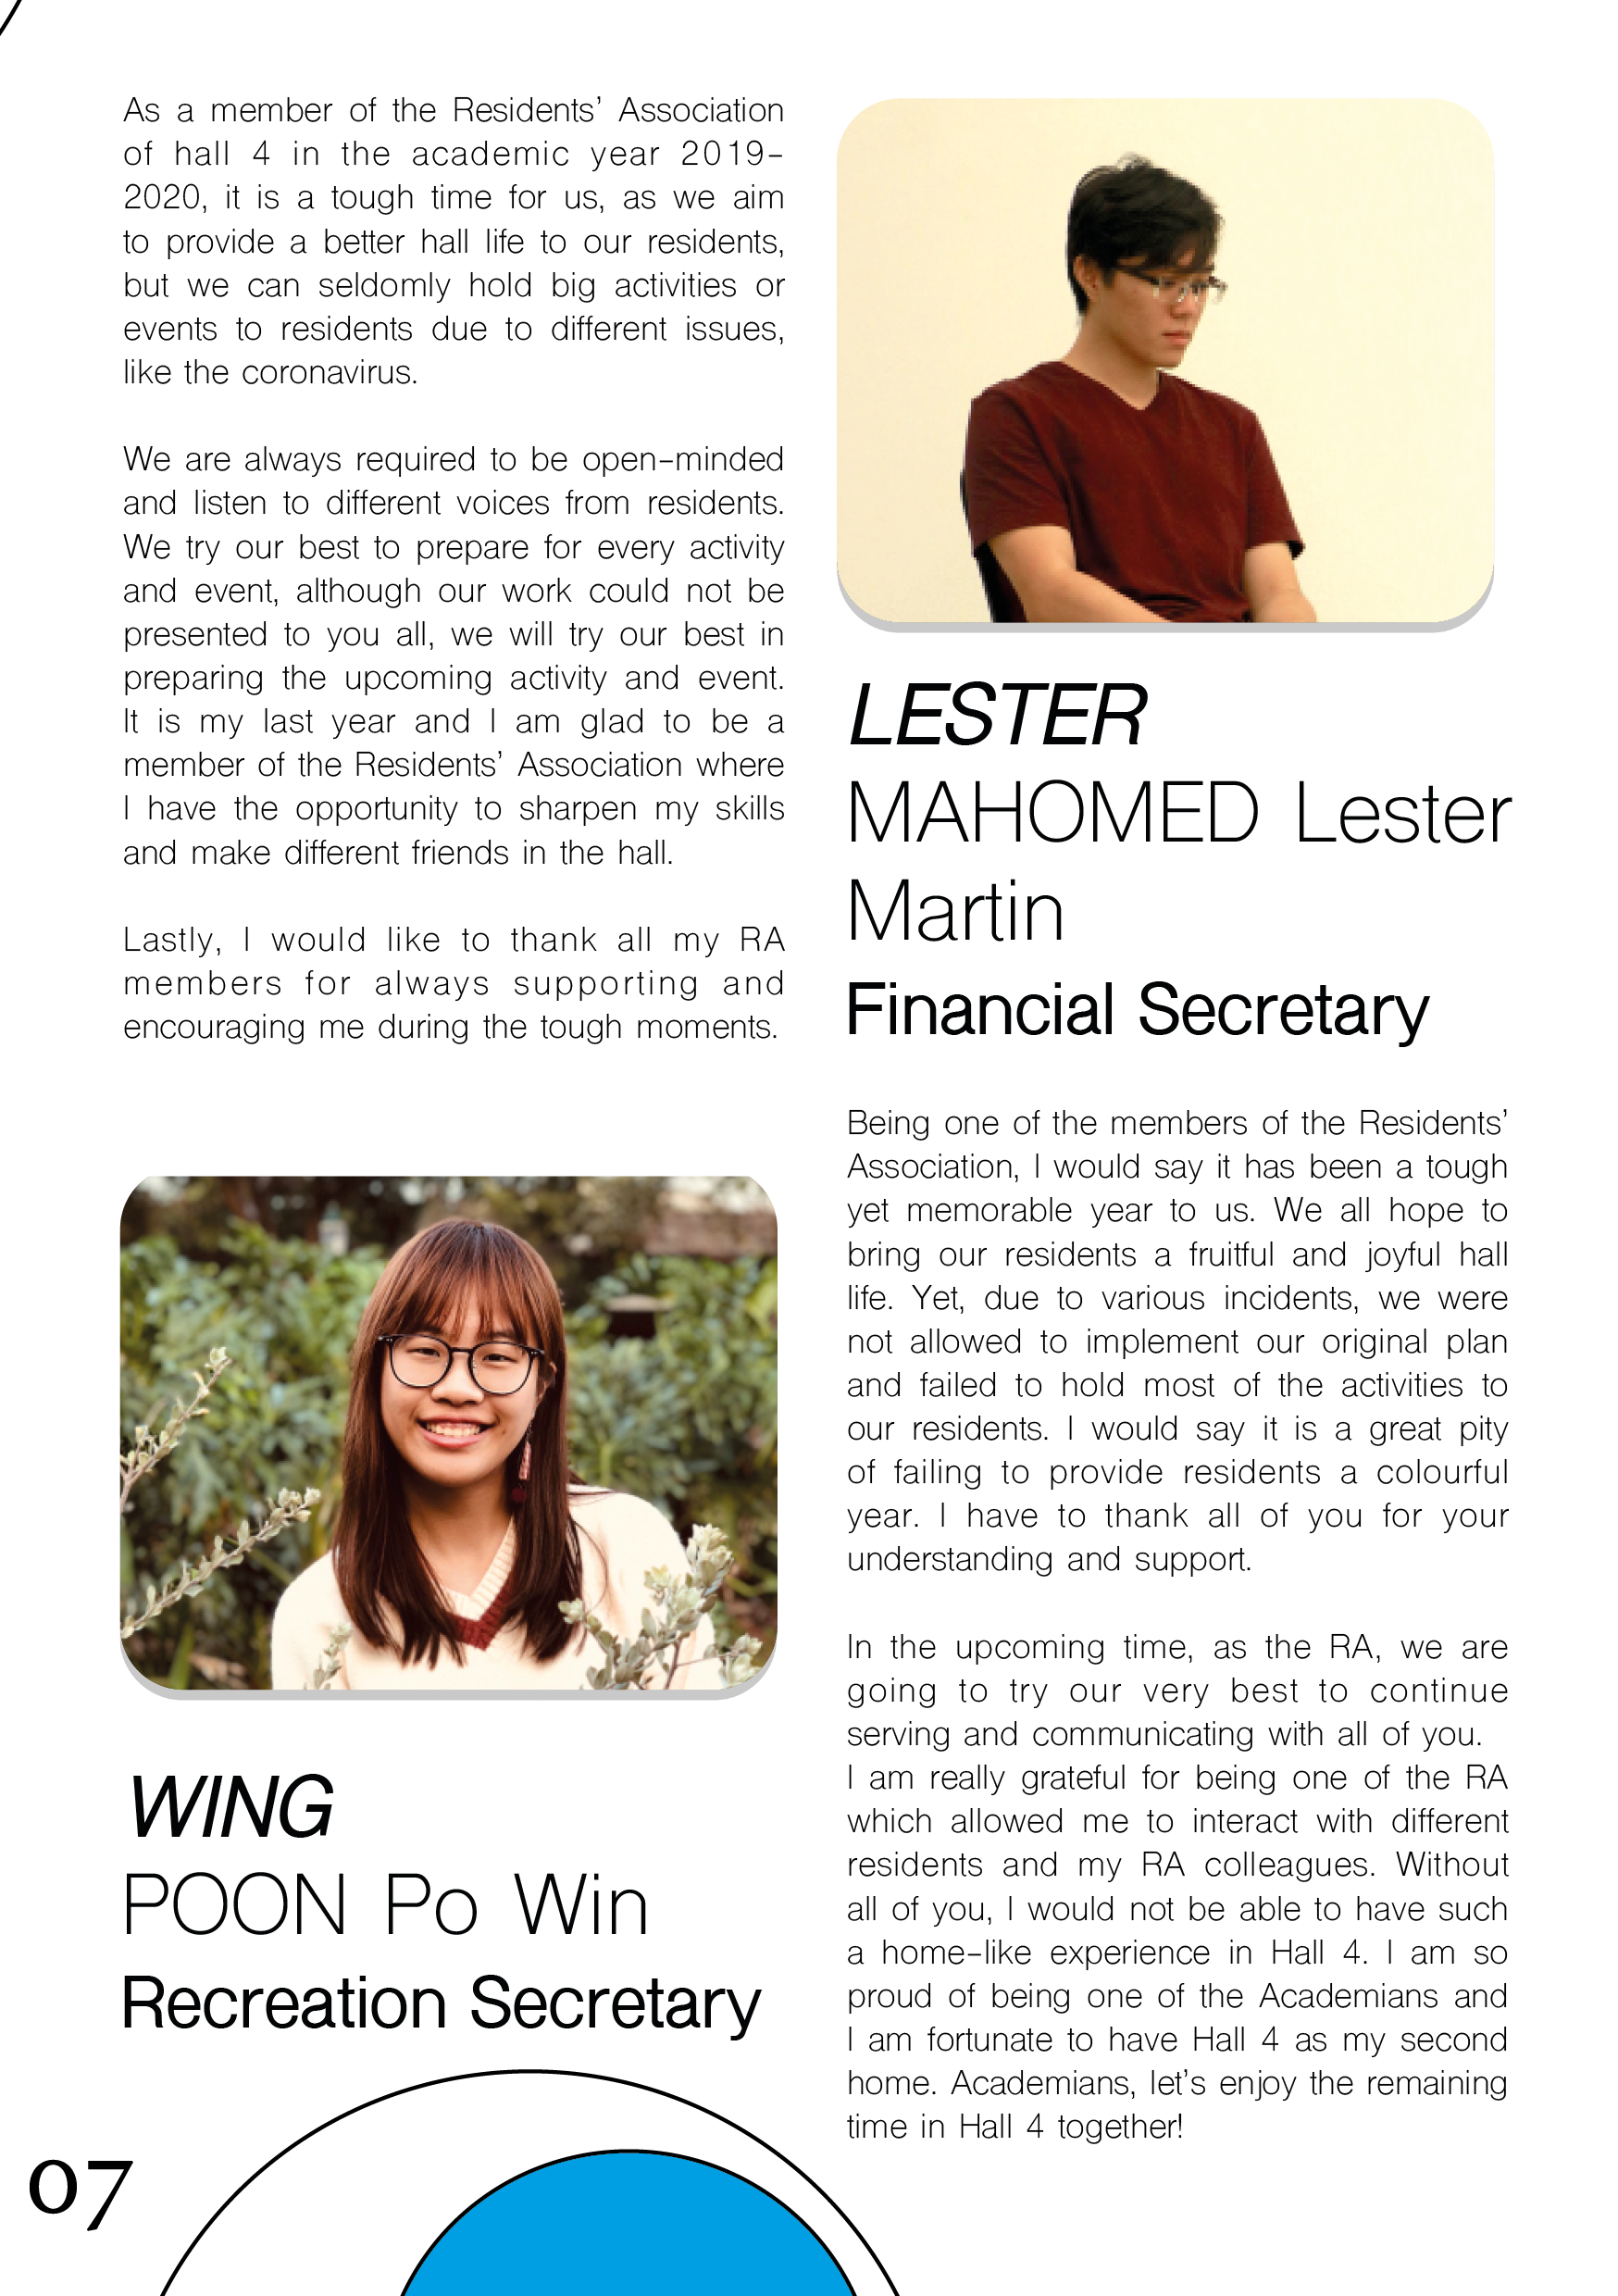 As a member of the Residents’ Association
of hall 4 in the academic year 2019-
2020, it is a tough time for us, as we aim
to provide a better hall life to our residents,
but we can seldomly hold big activities or
events to residents due to different issues,
like the coronavirus.
We are always required to be open-minded
and listen to different voices from residents.
We try our best to prepare for every activity
and event, although our work could not be
presented to you all, we will try our best in
preparing the upcoming activity and event.
It is my last year and I am glad to be a
member of the Residents’ Association where
I have the opportunity to sharpen my skills
and make different friends in the hall.
Lastly, I would like to thank all my RA
members for always supporting and
encouraging me during the tough moments.
WING
POON Po Win
Recreation Secretary
LESTER
MAHOMED Lester
Martin
Financial Secretary
Being one of the members of the Residents’
Association, I would say it has been a tough
yet memorable year to us. We all hope to
bring our residents a fruitful and joyful hall
life. Yet, due to various incidents, we were
not allowed to implement our original plan
and failed to hold most of the activities to
our residents. I would say it is a great pity
of failing to provide residents a colourful
year. I have to thank all of you for your
understanding and support.
In the upcoming time, as the RA, we are
going to try our very best to continue
serving and communicating with all of you.
I am really grateful for being one of the RA
which allowed me to interact with different
residents and my RA colleagues. Without
all of you, I would not be able to have such
a home-like experience in Hall 4. I am so
proud of being one of the Academians and
I am fortunate to have Hall 4 as my second
home. Academians, let’s enjoy the remaining
time in Hall 4 together!
07